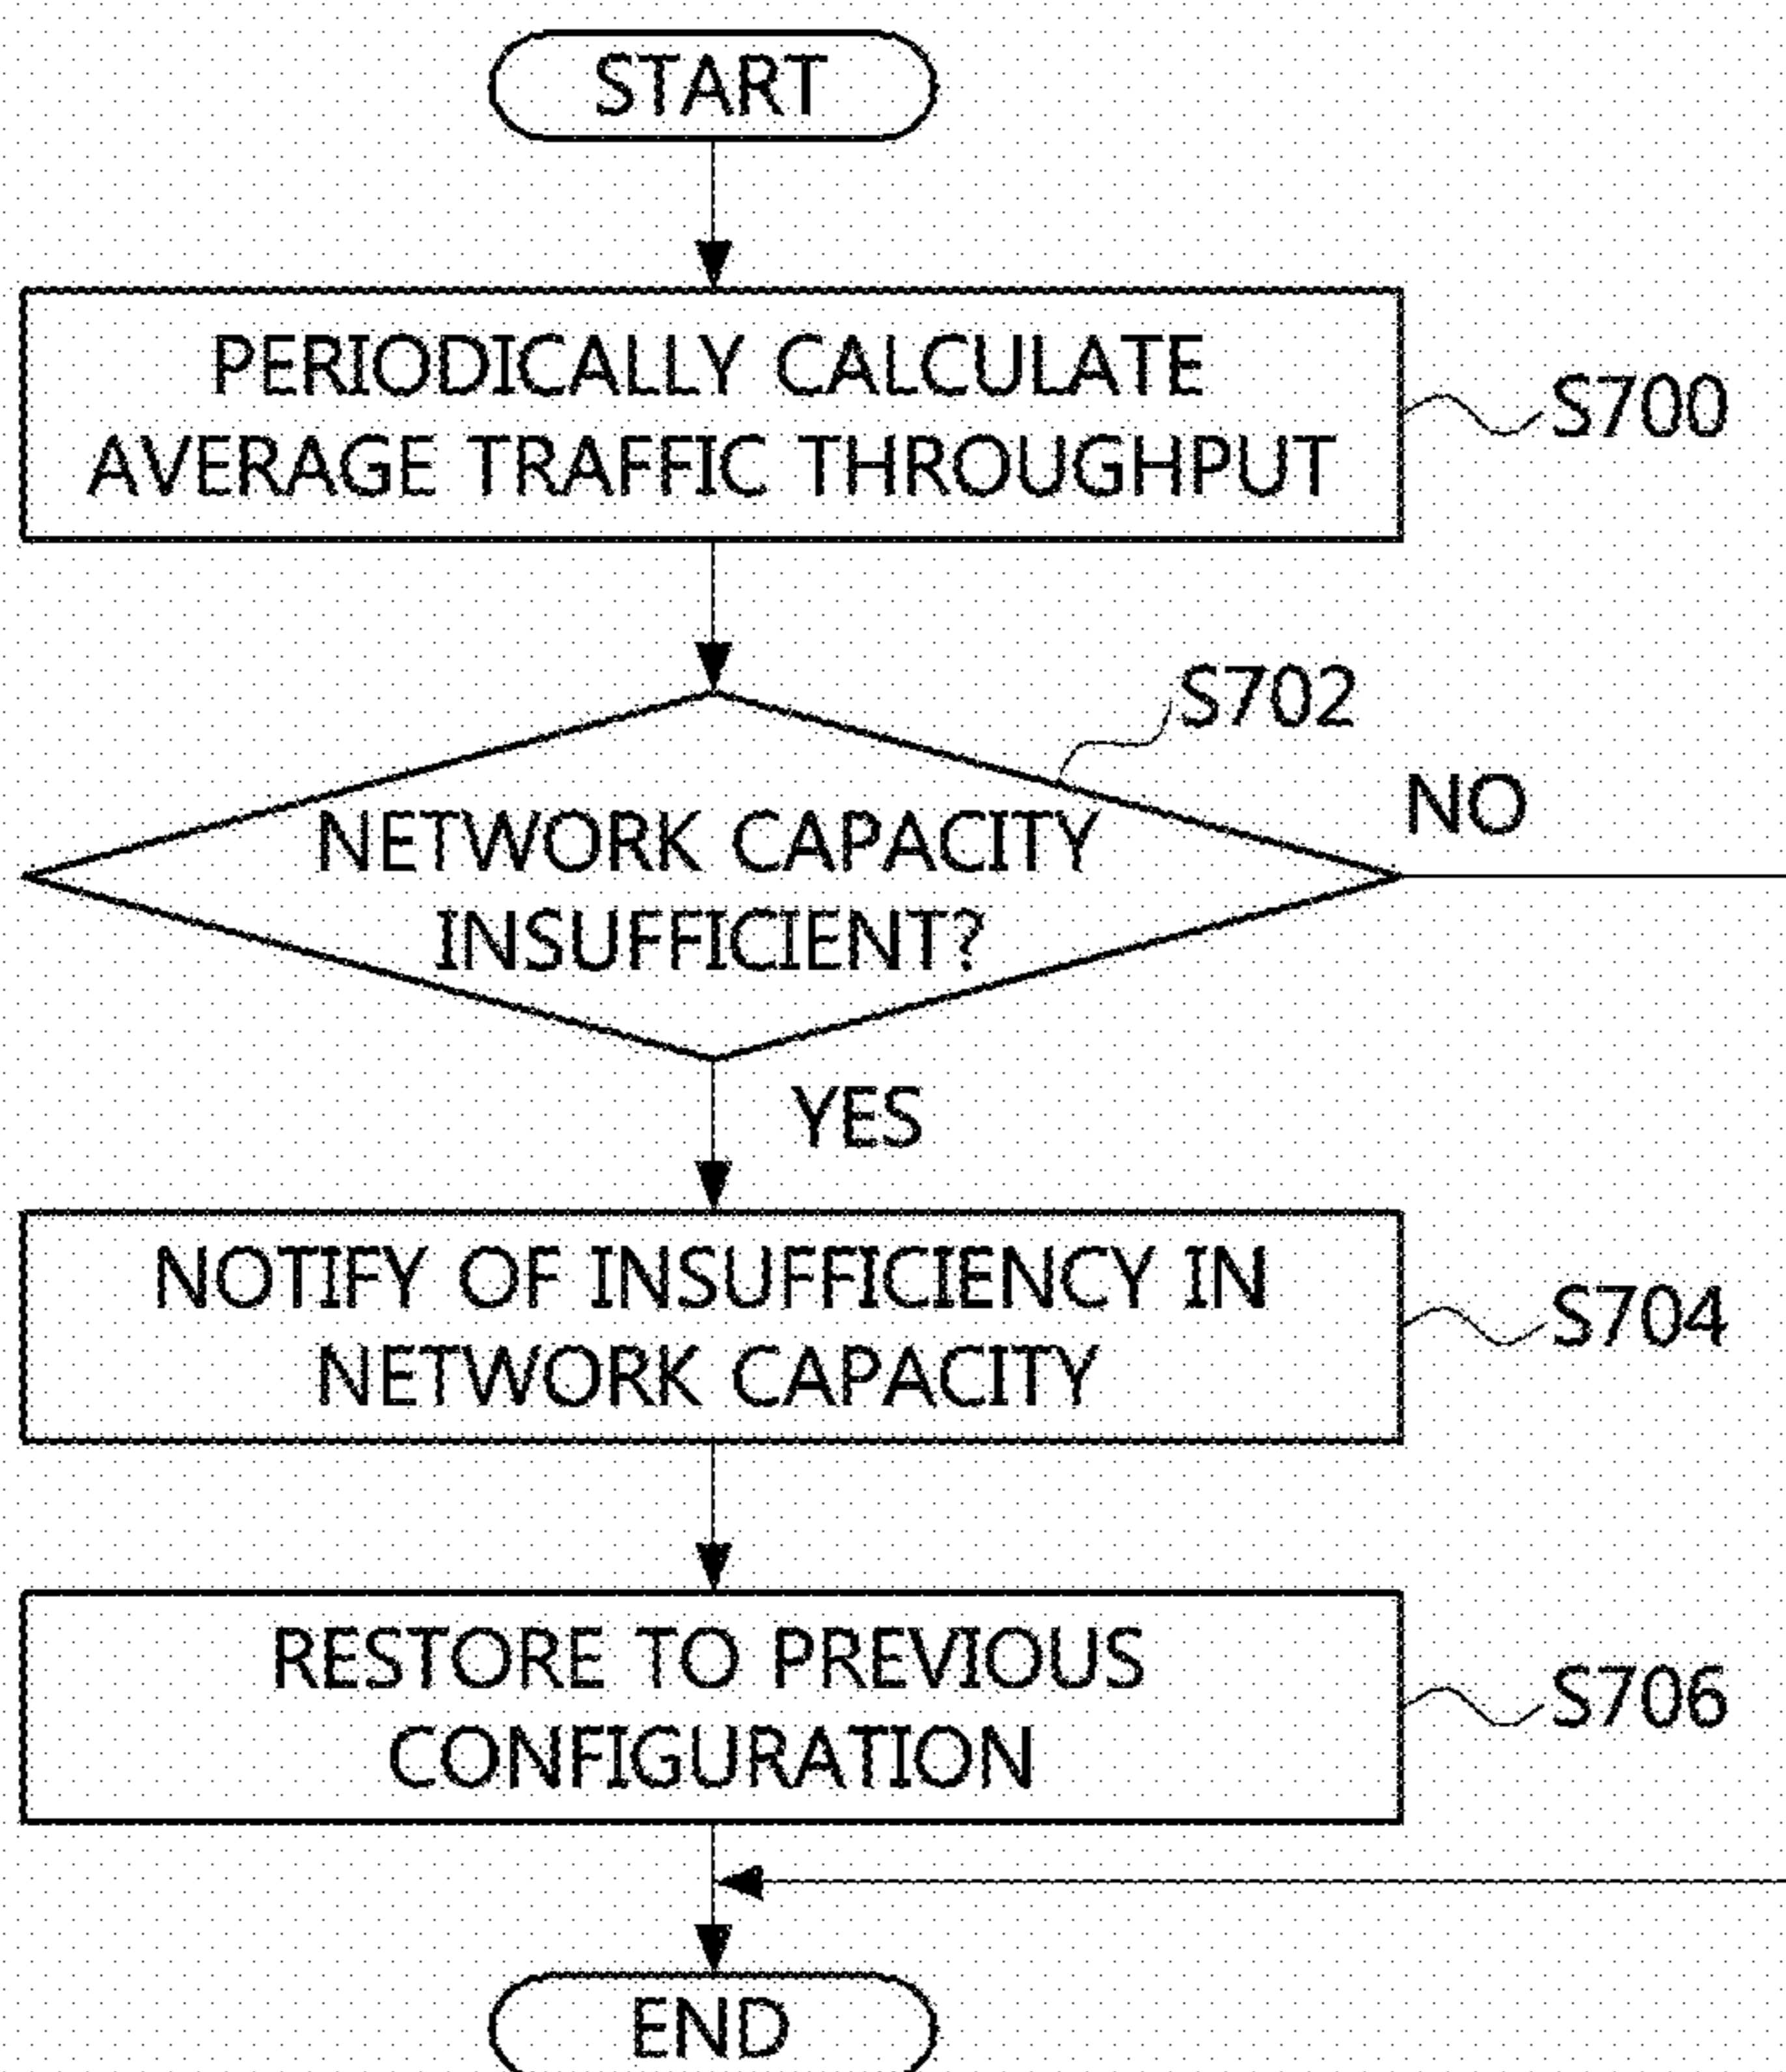 START
PERIODICALLY CALCULATE
AVERAGE TRAFFIC THROUGHPUT
S700
S702
NO
NETWORK CAPACITY
INSUFFICIENT?
YES
NOTIFY OF INSUFFICIENCY IN
NETWORK CAPACITY
S704
RESTORE TO PREVIOUS
CONFIGURATION
S706
END